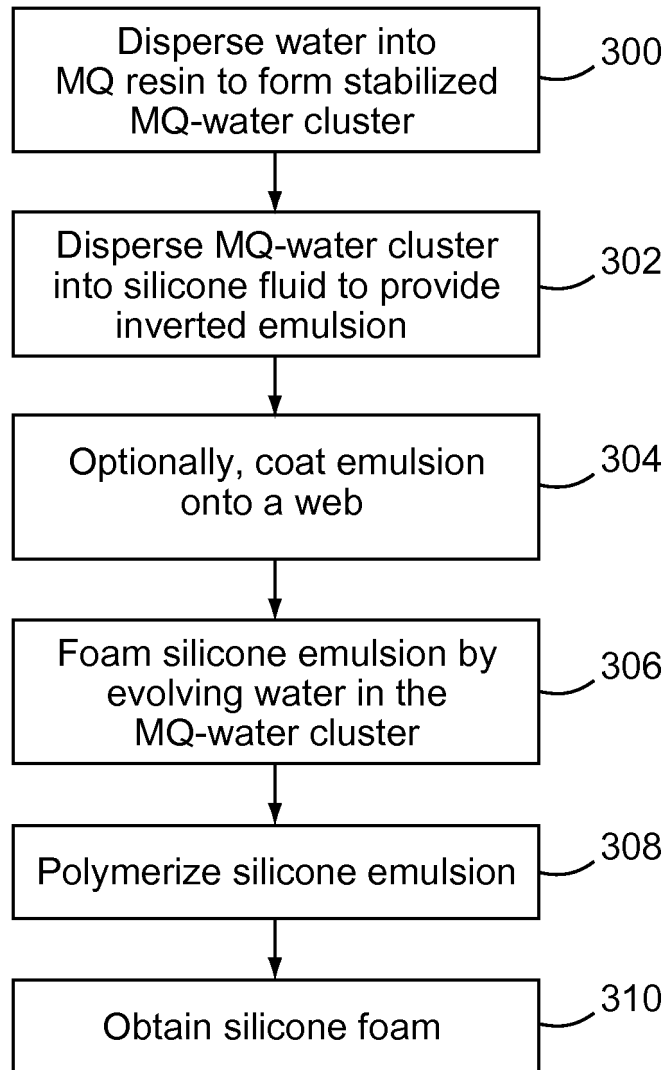 Disperse water into
MQ resin to form stabilized
MQ-water cluster
300
Disperse MQ-water cluster
into silicone fluid to provide
inverted emulsion
302
Optionally, coat emulsion
onto a web
304
Foam silicone emulsion by
evolving water in the
MQ-water cluster
306
Polymerize silicone emulsion
308
Obtain silicone foam
310